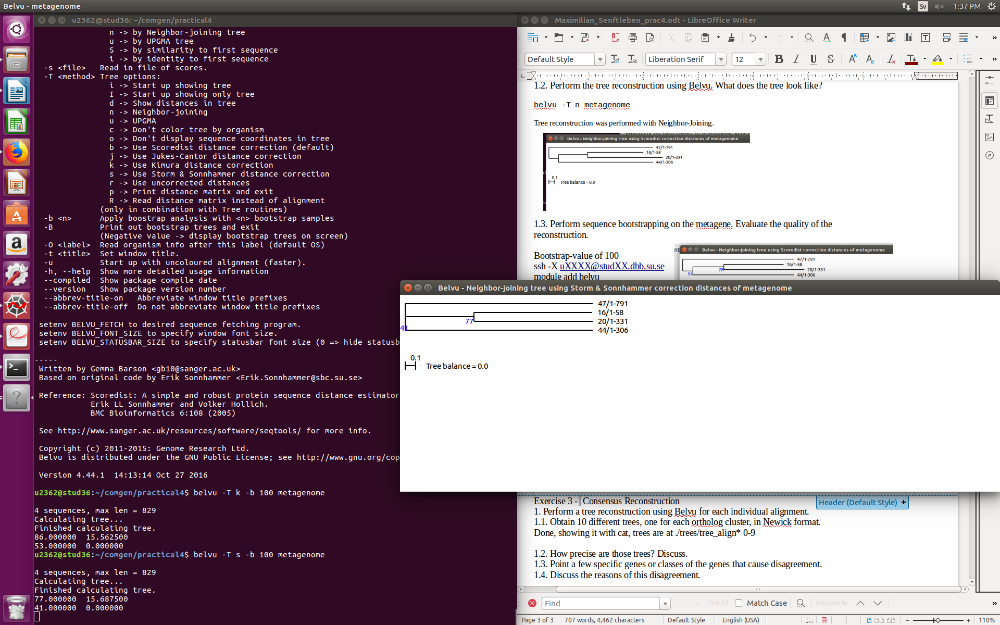 Belvu - metagenome
Sv
1:37 PM
u2362@stud36: ~/comgen/practical4
n -> by Neighbor-joining tree
u -> by UPGMA tree
S -> by similarity to first sequence
i -> by identity to first sequence
-s <file>   Read in file of scores.
-T <method> Tree options:
i -> Start up showing tree
I -> Start up showing only tree
d -> Show distances in tree
n -> Neighbor-joining
u -> UPGMA
c -> Don't color tree by organism
o -> Don't display sequence coordinates in tree
b -> Use Scoredist distance correction (default)
j -> Use Jukes-Cantor distance correction
k -> Use Kimura distance correction
s -> Use Storm & Sonnhammer distance correction
r -> Use uncorrected distances
p -> Print distance matrix and exit
R -> Read distance matrix instead of alignment
(only in combination with Tree routines)
-b <n>      Apply boostrap analysis with <n> bootstrap samples
-B          Print out bootstrap trees and exit
(Negative value -> display bootstrap trees on screen)
-O <label>  Read organism info after this label (default OS)
-t <title>  Set window title.
-u          Start up with uncoloured alignment (faster).
-h, --help  Show more detailed usage information
--compiled  Show package compile date
--version   Show package version number
--abbrev-title-on   Abbreviate window title prefixes
--abbrev-title-off  Do not abbreviate window title prefixes
setenv BELVU_FETCH to desired sequence fetching program.
setenv BELVU_FONT_SIZE to specify window font size.
setenv BELVU_STATUSBAR_SIZE to specify statusbar font size (0 => hide statusb
-----
Written by Gemma Barson <gb10@sanger.ac.uk>
Based on original code by Erik Sonnhammer <Erik.Sonnhammer@sbc.su.se>
Reference: Scoredist: A simple and robust protein sequence distance estimator
Erik LL Sonnhammer and Volker Hollich.
BMC Bioinformatics 6:108 (2005)
See http://www.sanger.ac.uk/resources/software/seqtools/ for more info.
Copyright (c) 2011-2015: Genome Research Ltd.
Belvu is distributed under the GNU Public License; see http://www.gnu.org/cop
Version 4.44.1  14:13:14 Oct 27 2016
u2362@stud36:~/comgen/practical4$ belvu -T k -b 100 metagenome
4 sequences, max len = 829
Calculating tree...
Finished calculating tree.
86.000000  15.562500
53.000000  0.000000
u2362@stud36:~/comgen/practical4$ belvu -T s -b 100 metagenome
4 sequences, max len = 829
Calculating tree...
Finished calculating tree.
77.000000  15.687500
41.000000  0.000000
Maximilian_Senftleben_prac4.odt - LibreOffice Writer
Default Style
Liberation Serif
12
1 2 3 4 5 6 7
1.2. Perform the tree reconstruction using Belvu. What does the tree look like?
belvu -T n metagenome
Tree reconstruction was performed with Neighbor-Joining.
Belvu - Neighbor-joining tree using Scoredist correction distances of metagenome
47/1-791
16/1-58
20/1-331
44/1-306
0.1
Tree balance = 0.0
1.3. Perform sequence bootstrapping on the metagene. Evaluate the quality of the
reconstruction.
Bootstrap-value of 100
ssh -X uXXXX@studXX.dbb.su.se
module add belvu
Belvu - Neighbor-joining tree using Scoredist correction distances of metagenome
47/1-791
16/1-58
78
20/1-331
55
44/1-306
Belvu - Neighbor-joining tree using Storm & Sonnhammer correction distances of metagenome
47/1-791
16/1-58
77
20/1-331
41
44/1-306
0.1
Tree balance = 0.0
Exercise 3 - Consensus Reconstruction
Header (Default Style) +
1. Perform a tree reconstruction using Belvu for each individual alignment.
1.1. Obtain 10 different trees, one for each ortholog cluster, in Newick format.
Done, showing it with cat, trees are at ./trees/tree_align* 0-9
1.2. How precise are those trees? Discuss.
1.3. Point a few specific genes or classes of the genes that cause disagreement.
1.4. Discuss the reasons of this disagreement.
Find
Find All
Match Case
Navigate by
Page 3 of 3
707 words, 4,462 characters
Default Style
English (USA)
110%